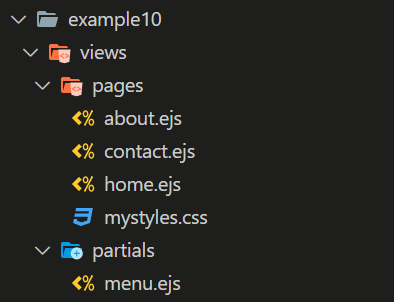 example10
views
pages
about.ejs
contact.ejs
home.ejs
mystyles.css
partials
menu.ejs